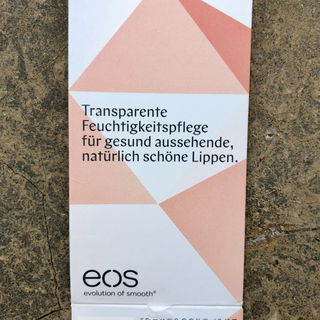 Transparente
Feuchtigkeitspflege
für gesund aussehende,
natürlich schöne Lippen.
eos
evolution of smooth®